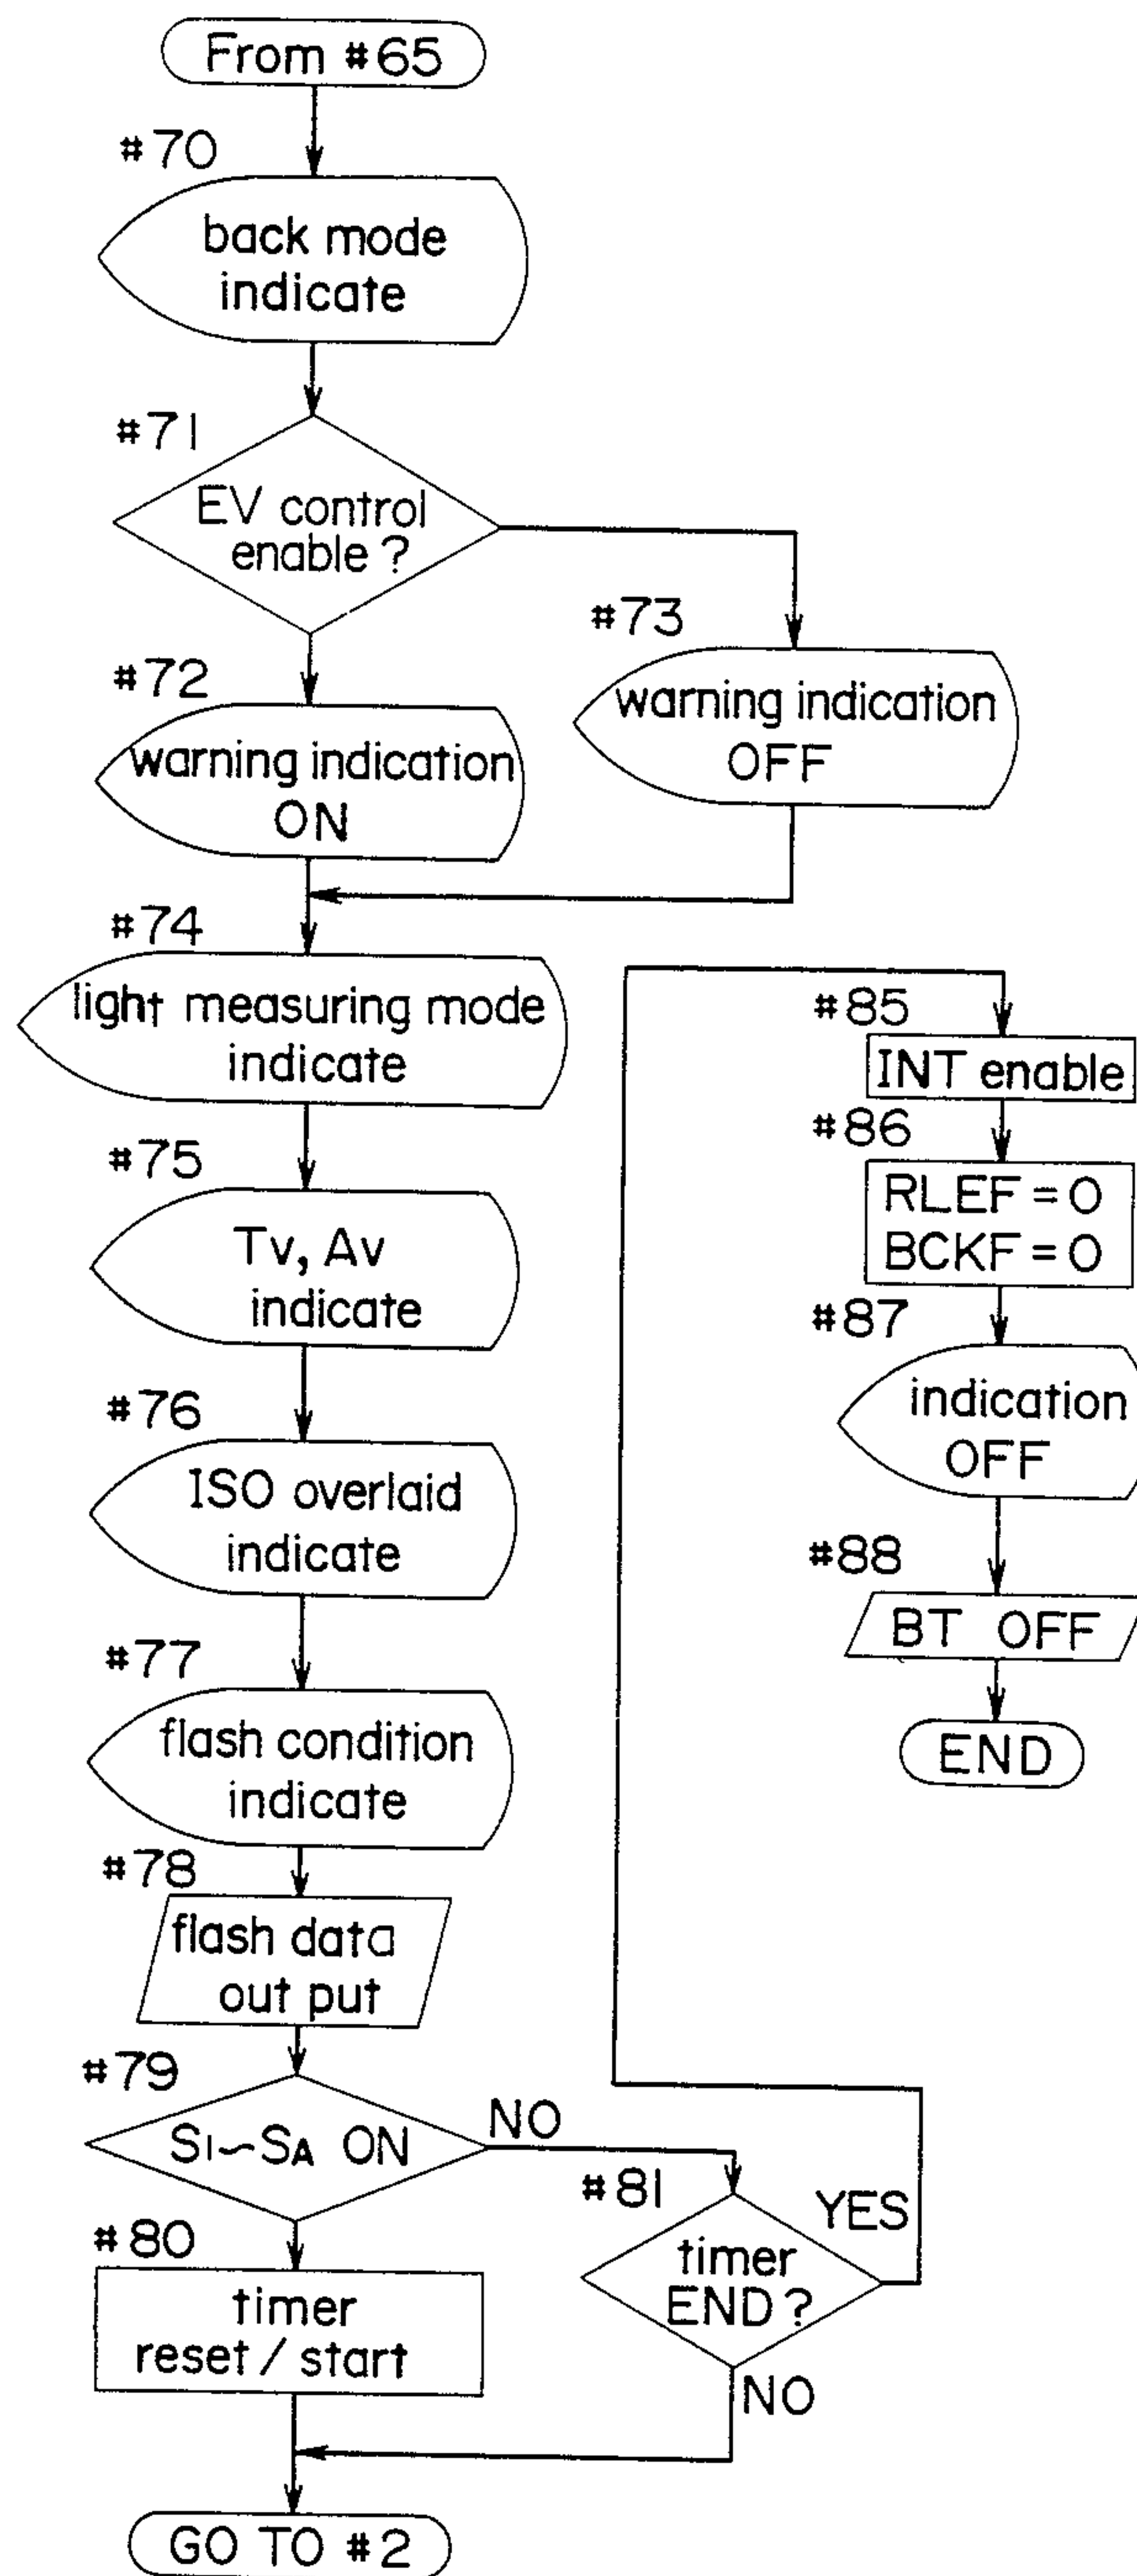 From #65
#70
back mode
indicate
#71
EV control
enable ?
#72
warning indication
ON
#73
warning indication
OFF
#74
light measuring mode
indicate
#75
Tv, Av
indicate
#76
ISO overlaid
indicate
#77
flash condition
indicate
#78
flash data
out put
#79
S1~SA ON
NO
#80
timer
reset / start
#81
timer
END ?
YES
NO
GO TO #2
#85
INT enable
#86
RLEF = 0
BCKF = 0
#87
indication
OFF
#88
BT OFF
END